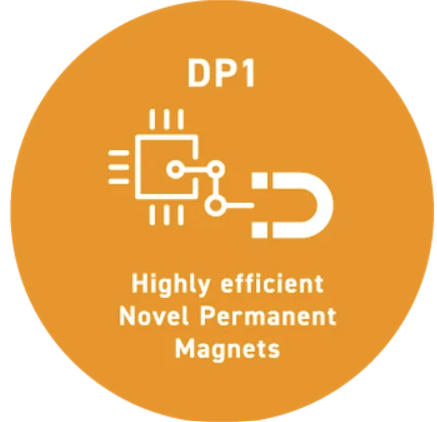 DP1
Highly efficient
Novel Permanent
Magnets